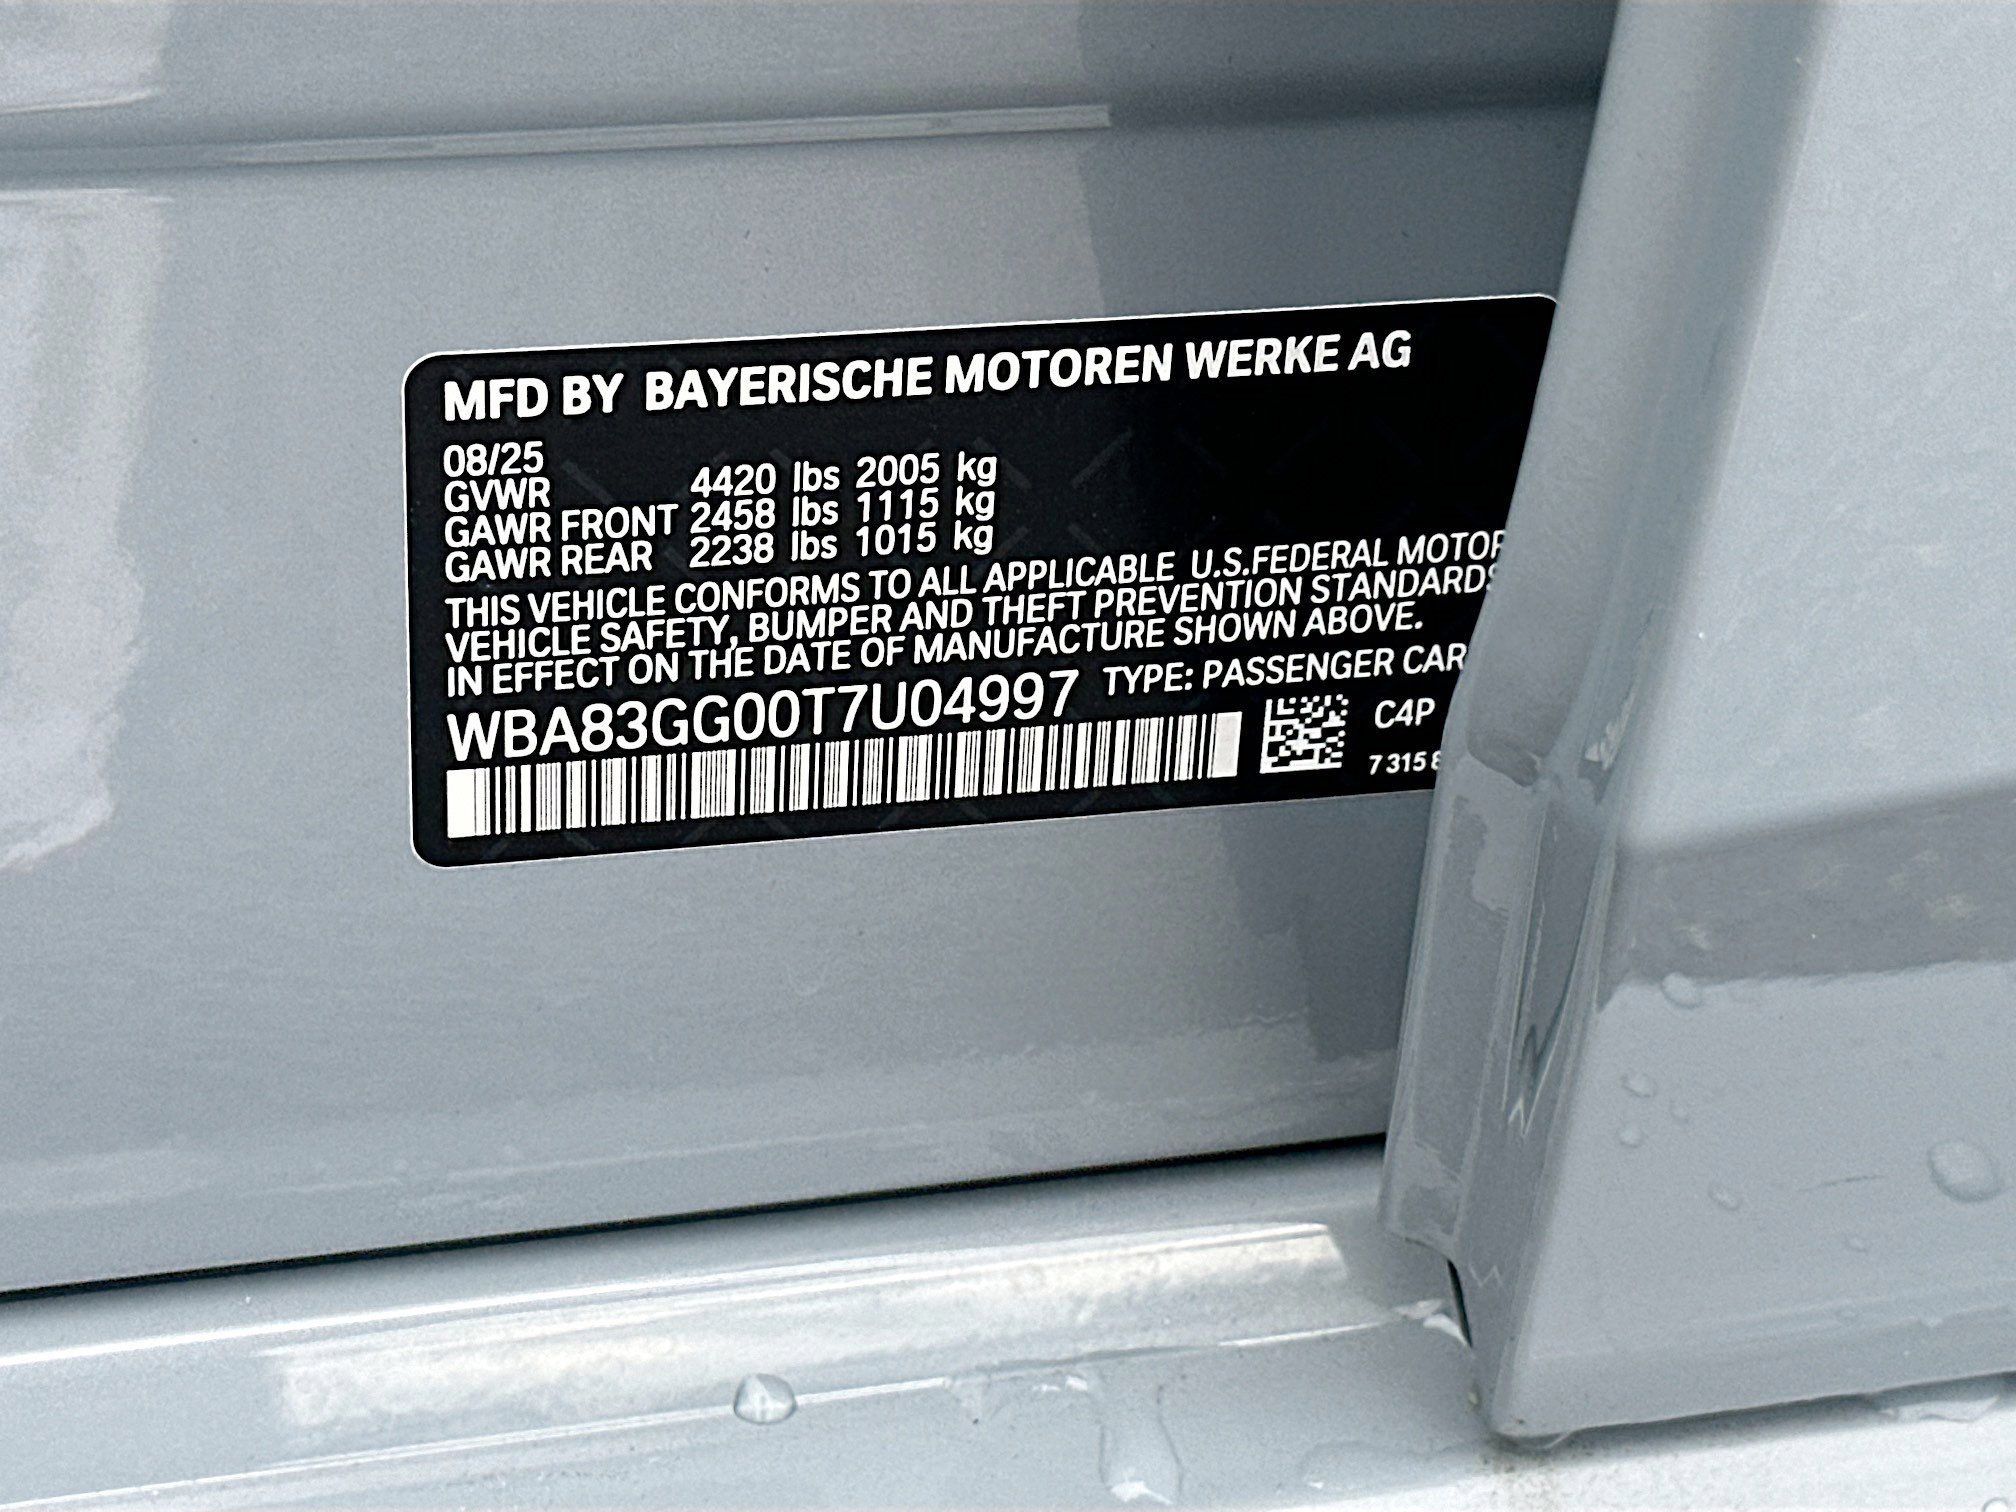 MFD BY BAYERISCHE MOTOREN WERKE AG
08/25
GVWR 4420 lbs 2005 kg
GAWR FRONT 2458 lbs 1115 kg
GAWR REAR 2238 lbs 1015 kg
THIS VEHICLE CONFORMS TO ALL APPLICABLE U.S.FEDERAL MOTOR
VEHICLE SAFETY, BUMPER AND THEFT PREVENTION STANDARDS
IN EFFECT ON THE DATE OF MANUFACTURE SHOWN ABOVE.
WBA83GG00T7U04997 TYPE: PASSENGER CAR
C4P
7 315